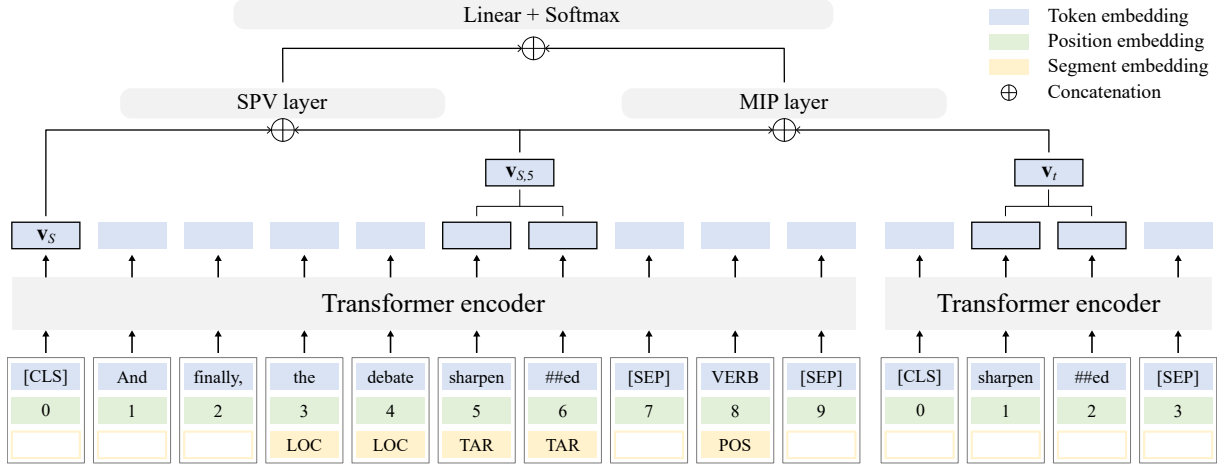 Linear + Softmax
Token embedding
Position embedding
Segment embedding
Concatenation
SPV layer
MIP layer
v_S,5
v_t
v_S
Transformer encoder
Transformer encoder
[CLS] And finally, the debate sharpen ##ed [SEP] VERB [SEP]
0 1 2 3 4 5 6 7 8 9
LOC LOC TAR TAR POS
[CLS] sharpen ##ed [SEP]
0 1 2 3